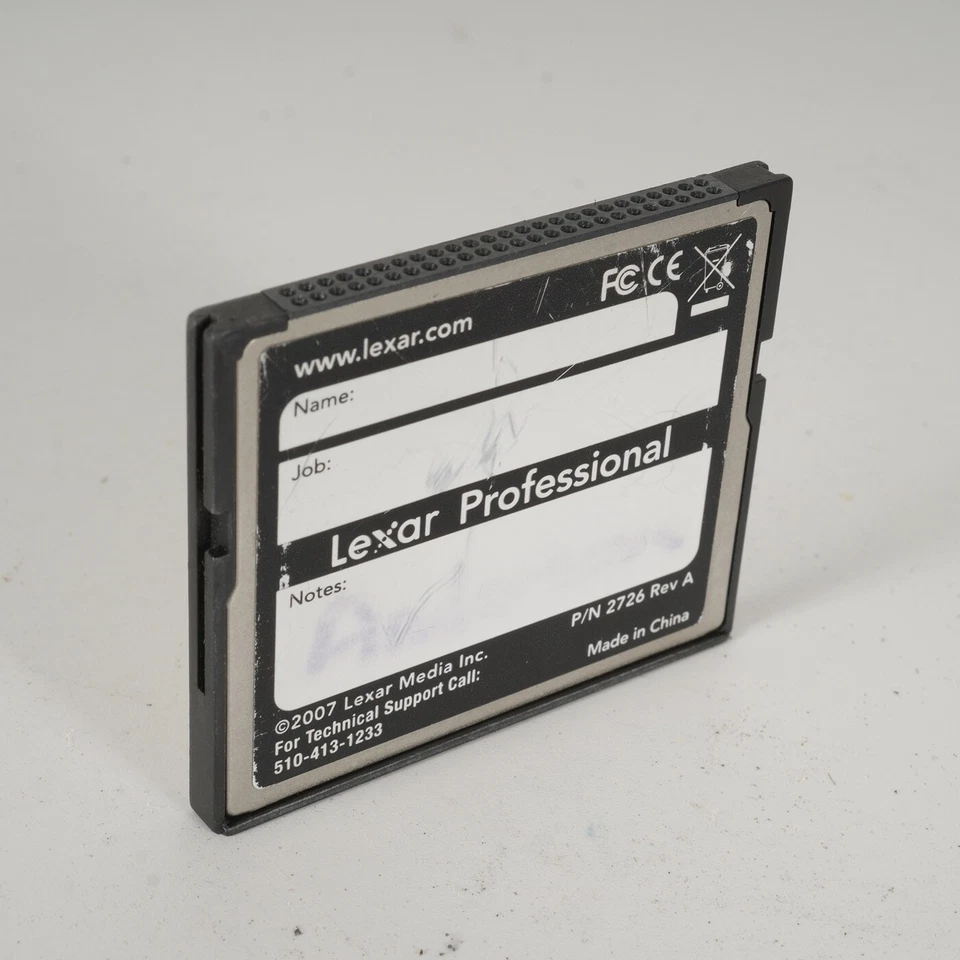 www.lexar.com
FC CE
Name:
Job:
Lexar Professional
Notes:
P/N 2726 Rev A
Made in China
©2007 Lexar Media Inc.
For Technical Support Call:
510-413-1233